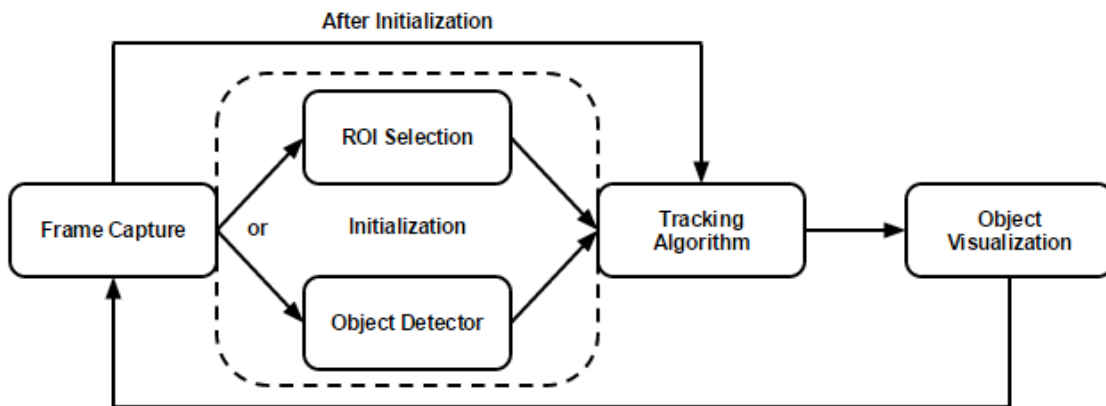 After Initialization
ROI Selection
Frame Capture
or
Initialization
Tracking
Algorithm
Object
Visualization
Object Detector